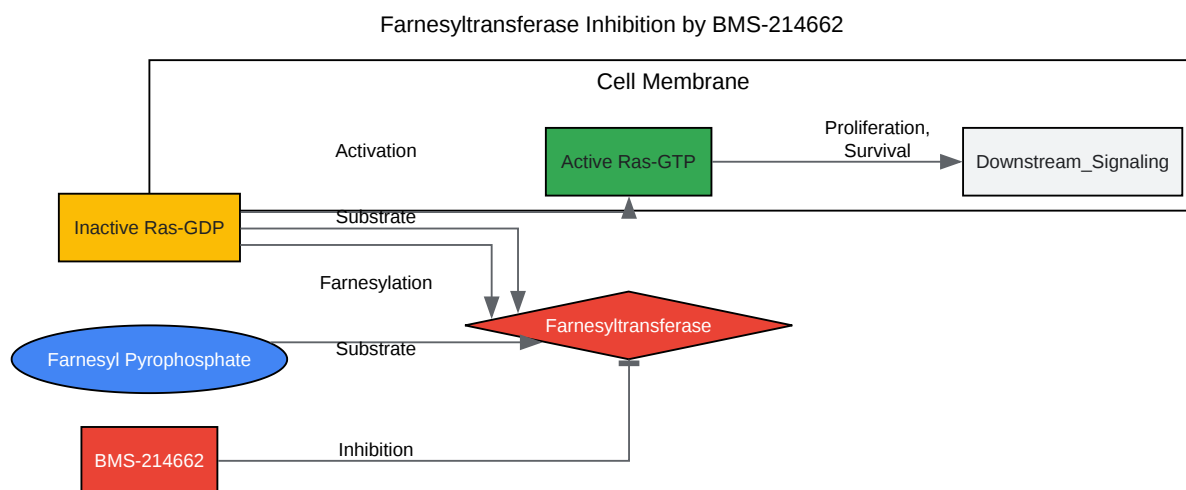 Farnesyltransferase Inhibition by BMS-214662
Cell Membrane
Proliferation,
Survival
Activation
Active Ras-GTP
Downstream_Signaling
Inactive Ras-GDP
Substrate
Farnesylation
Farnesyltransferase
Farnesyl Pyrophosphate
Substrate
BMS-214662
Inhibition